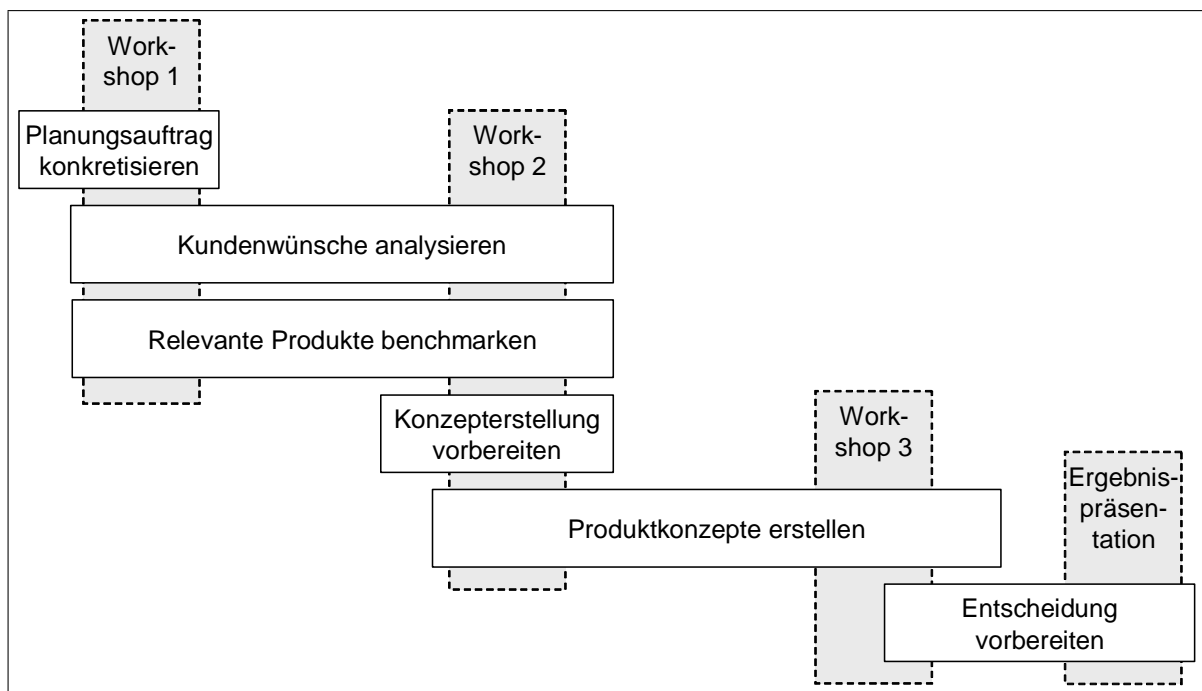 Work-
shop 1
Planungsauftrag
konkretisieren
Work-
shop 2
Kundenwünsche analysieren
Relevante Produkte benchmarken
Konzepterstellung
vorbereiten
Work-
shop 3
Produktkonzepte erstellen
Ergebnis-
präsen-
tation
Entscheidung
vorbereiten